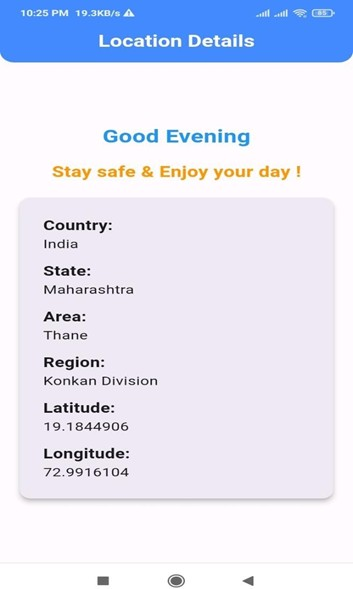 10:25 PM 19.3KB/s
85
Location Details
Good Evening
Stay safe & Enjoy your day !
Country:
India
State:
Maharashtra
Area:
Thane
Region:
Konkan Division
Latitude:
19.1844906
Longitude:
72.9916104